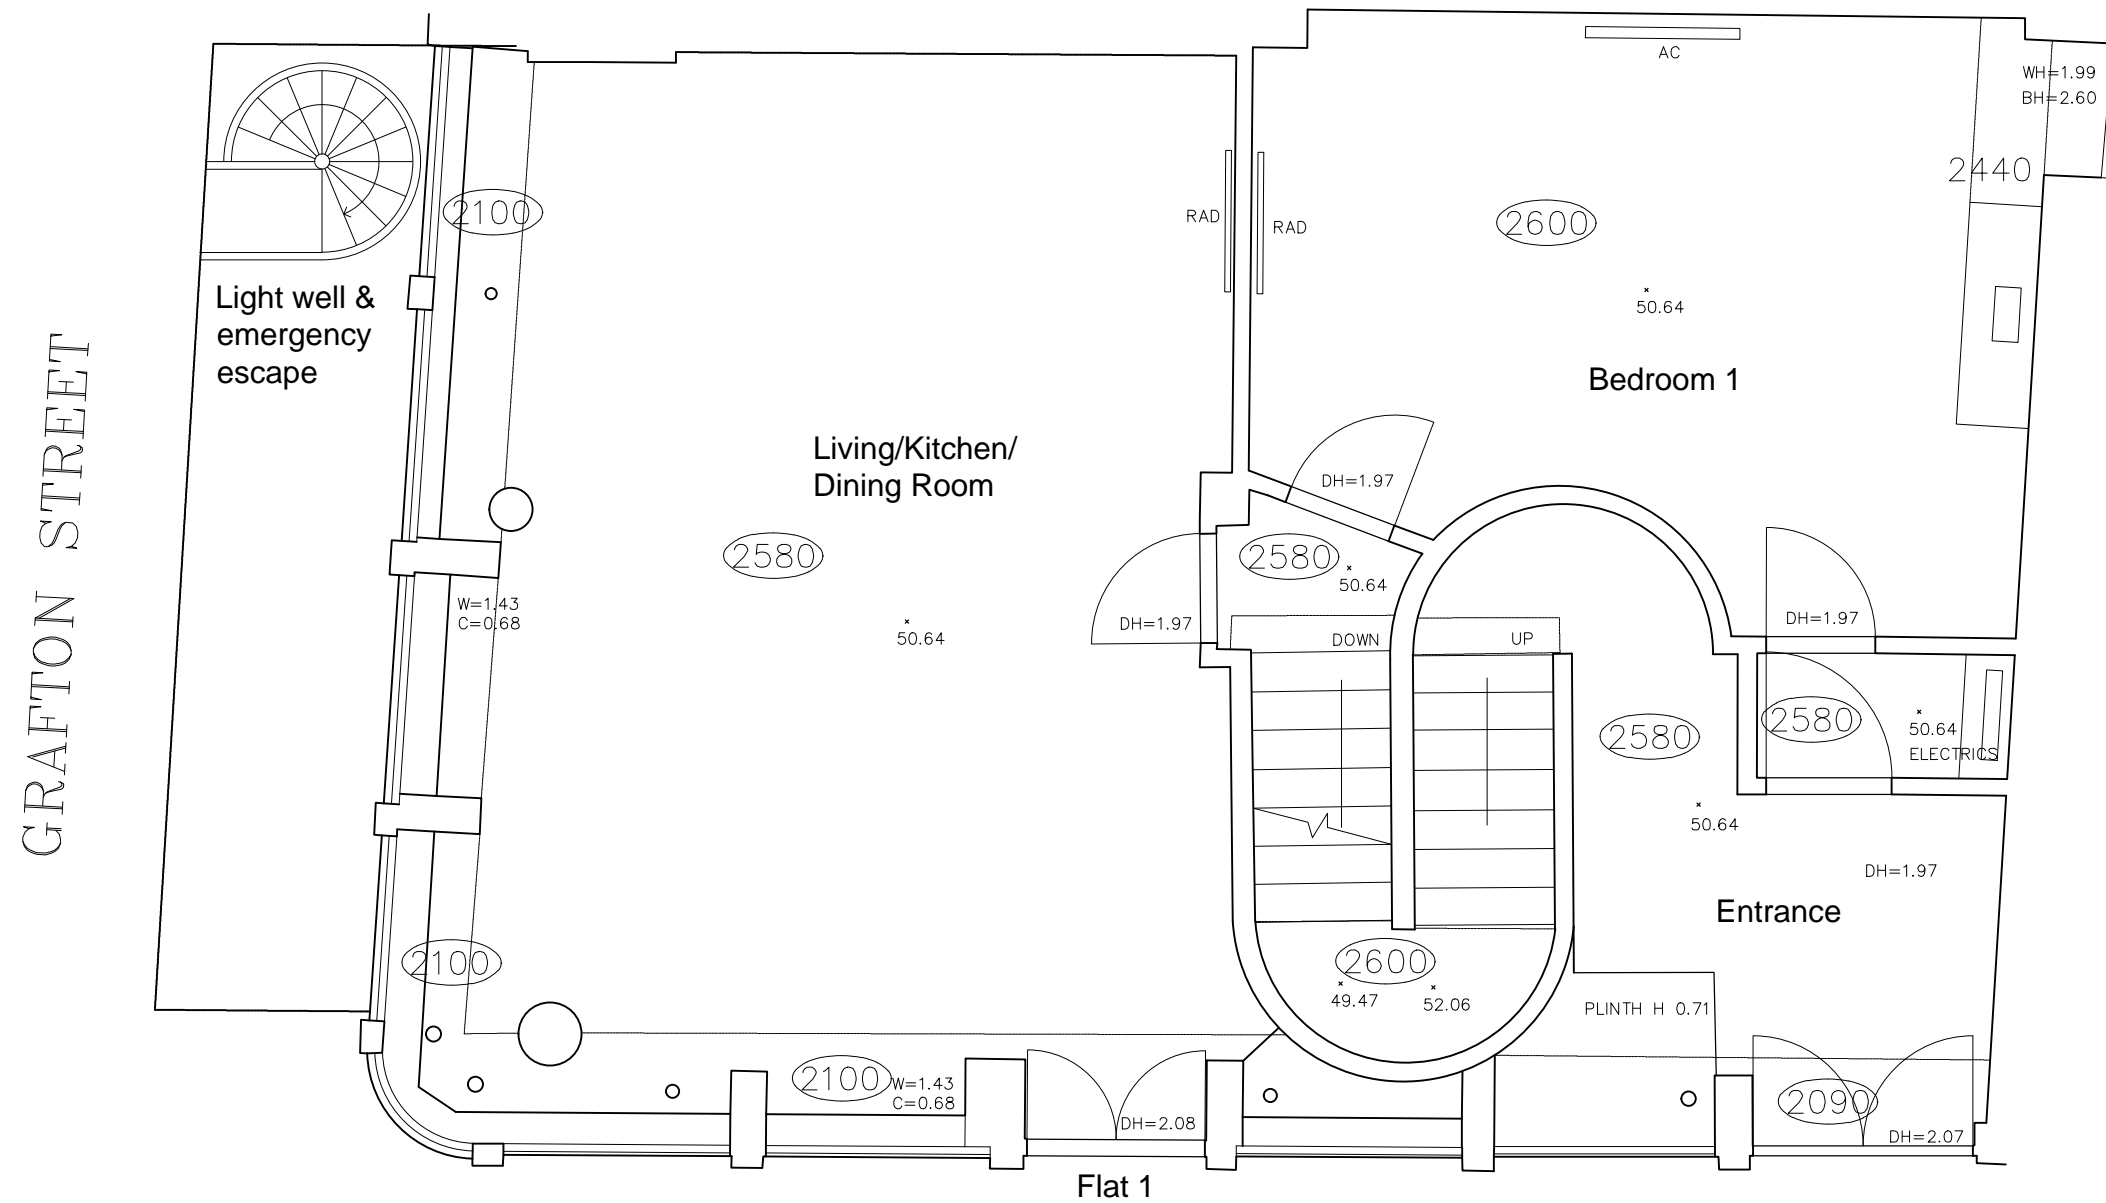 AC
WH=1.99
BH=2.60
2440
2100
RAD
RAD
2600
50.64
Light well &
emergency
escape
GRAFTON STREET
Bedroom 1
Living/Kitchen/
Dining Room
DH=1.97
2580
2580
50.64
W=1.43
C=0.68
50.64
DH=1.97
DOWN
UP
DH=1.97
2580
2580
50.64
ELECTRICS
50.64
DH=1.97
Entrance
2100
2600
49.47
52.06
PLINTH H 0.71
2100
W=1.43
C=0.68
DH=2.08
2090
DH=2.07
Flat 1